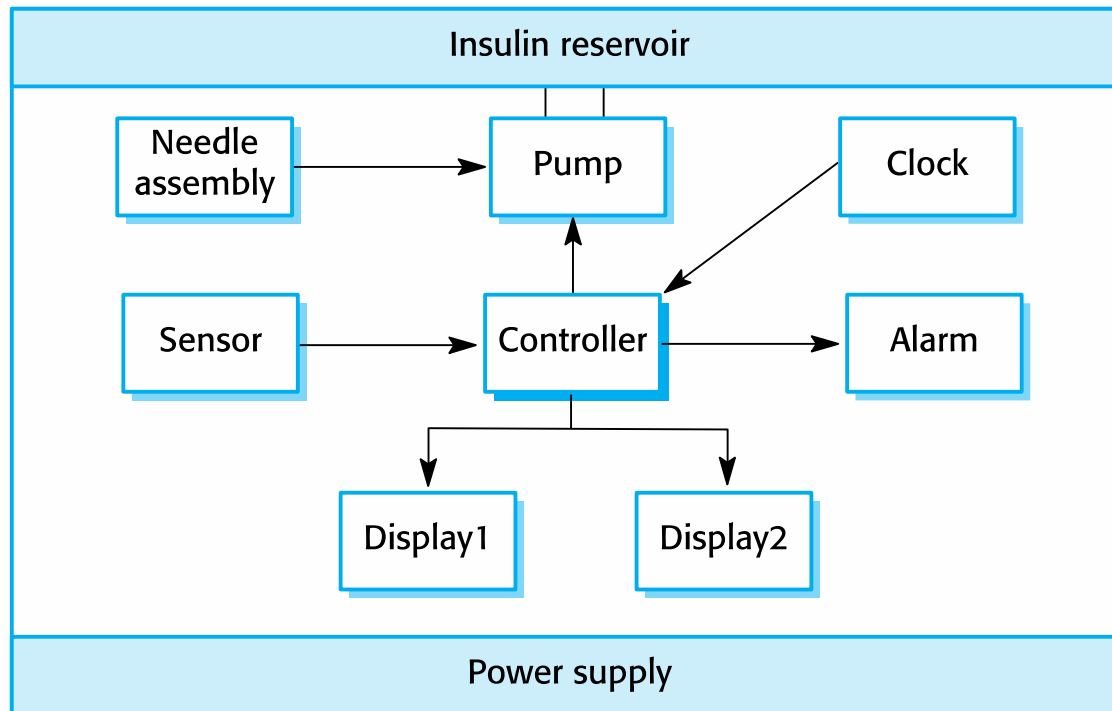 Insulin reservoir
Needle
assembly
Pump
Clock
Sensor
Controller
Alarm
Display1
Display2
Power supply